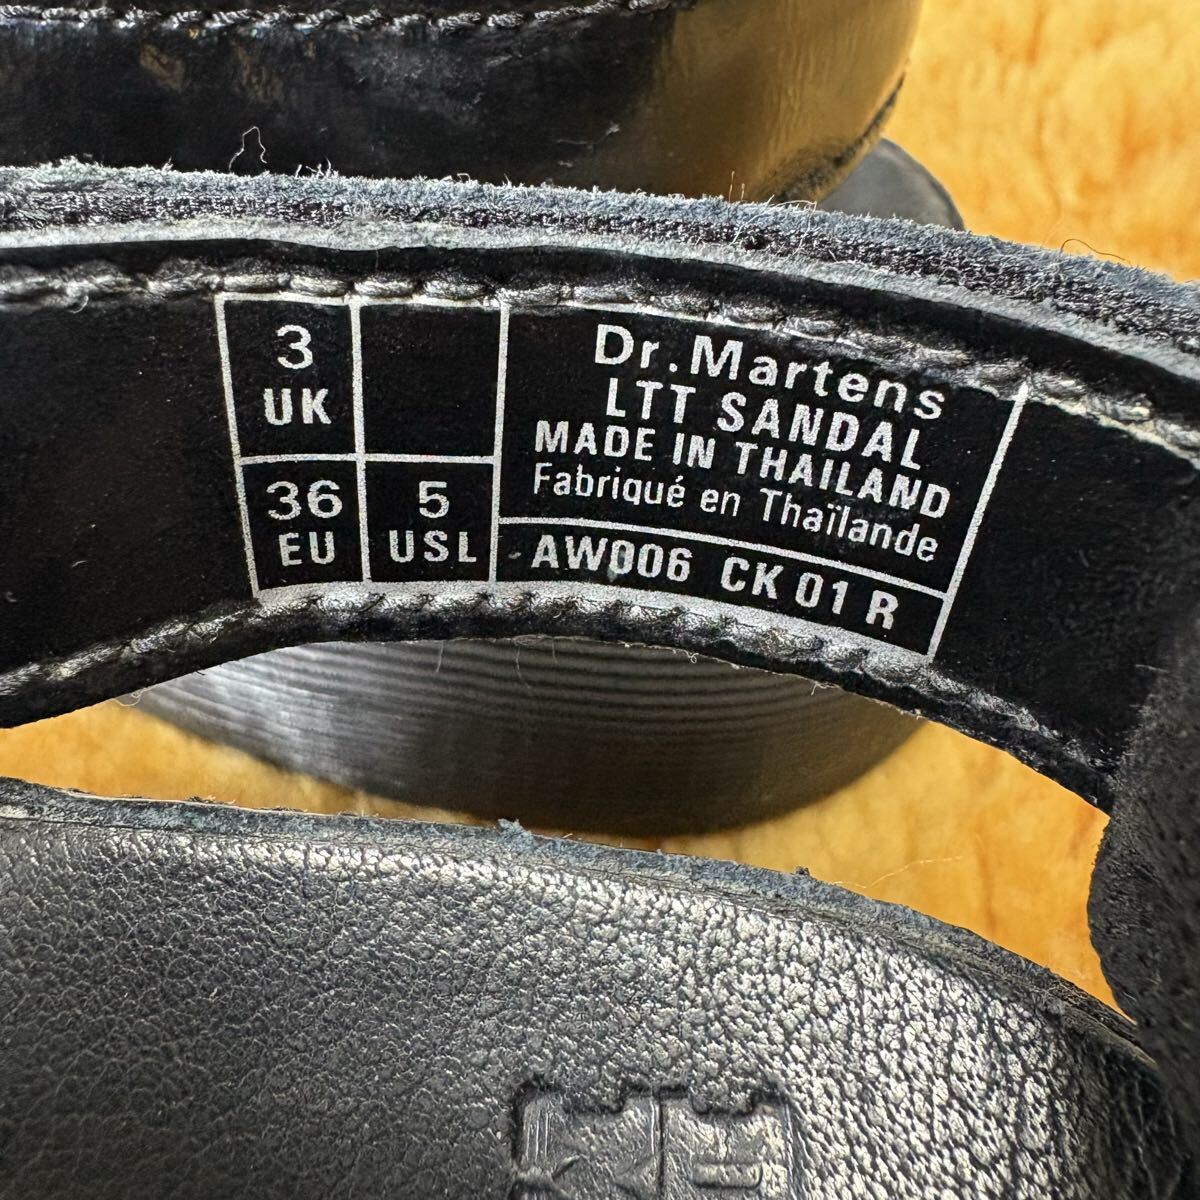 3
UK
36
EU
5
USL
Dr.Martens
LTT SANDAL
MADE IN THAILAND
Fabriqué en Thaïlande
AW006 CK 01 R